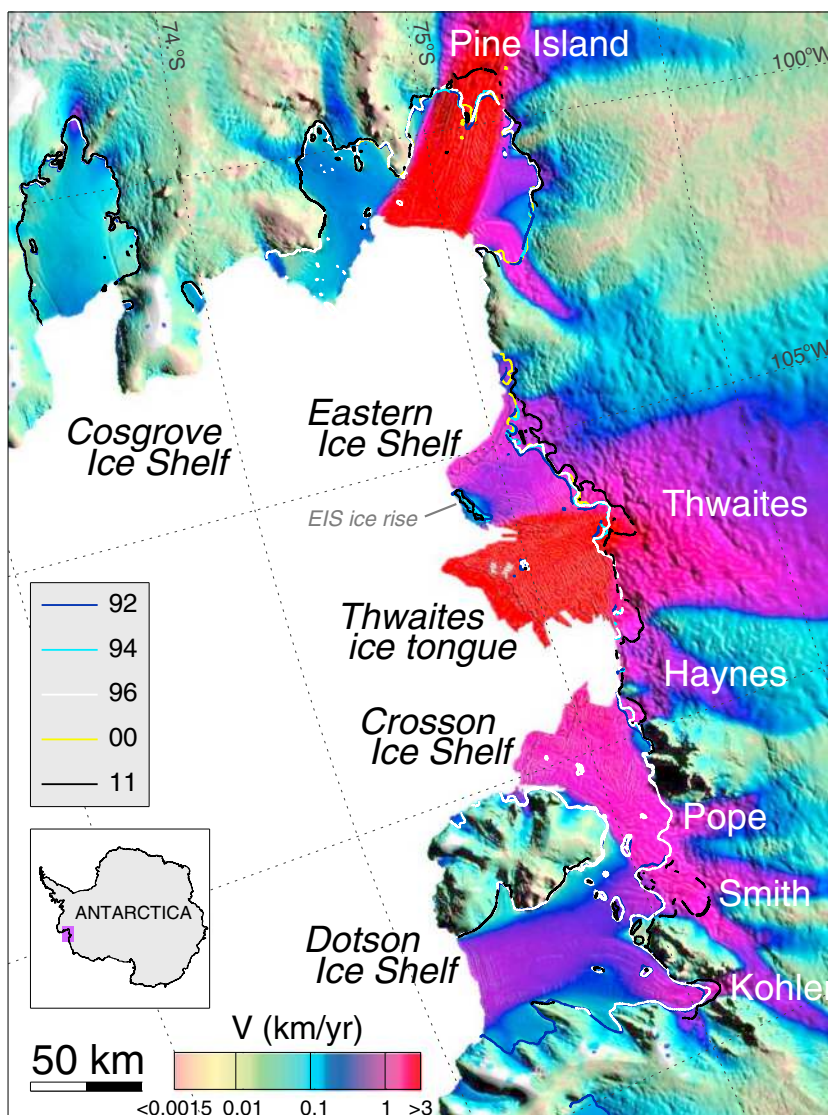 74°S
75°S
Pine Island
100°W
105°W
Cosgrove
Ice Shelf
Eastern
Ice Shelf
EIS ice rise
Thwaites
Thwaites
ice tongue
Haynes
Crosson
Ice Shelf
Pope
Smith
Dotson
Ice Shelf
Kohler
92
94
96
00
11
ANTARCTICA
50 km
V (km/yr)
<0.0015 0.01 0.1 1 >3